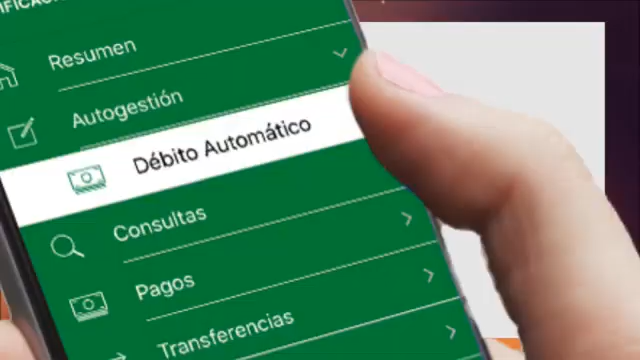 Resumen
Autogestión
Débito Automático
Consultas
Pagos
Transferencias